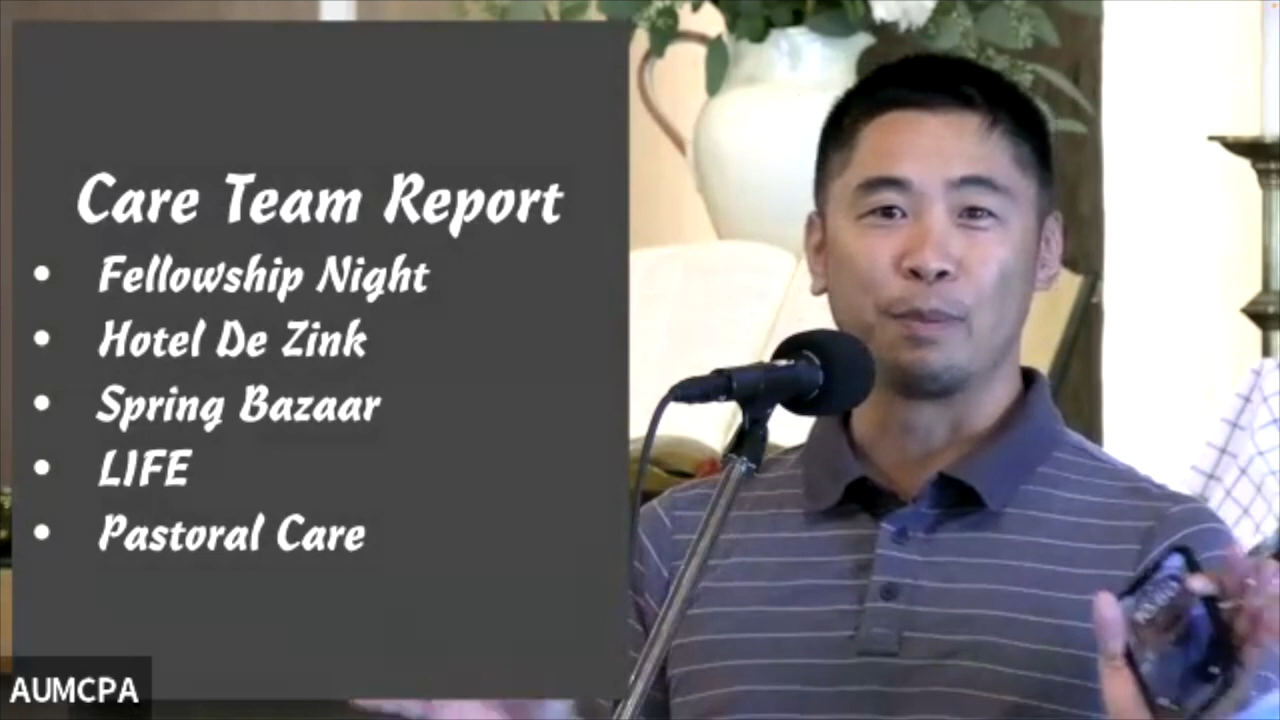 Care Team Report
• Fellowship Night
• Hotel De Zink
• Spring Bazaar
• LIFE
• Pastoral Care
AUMCPA